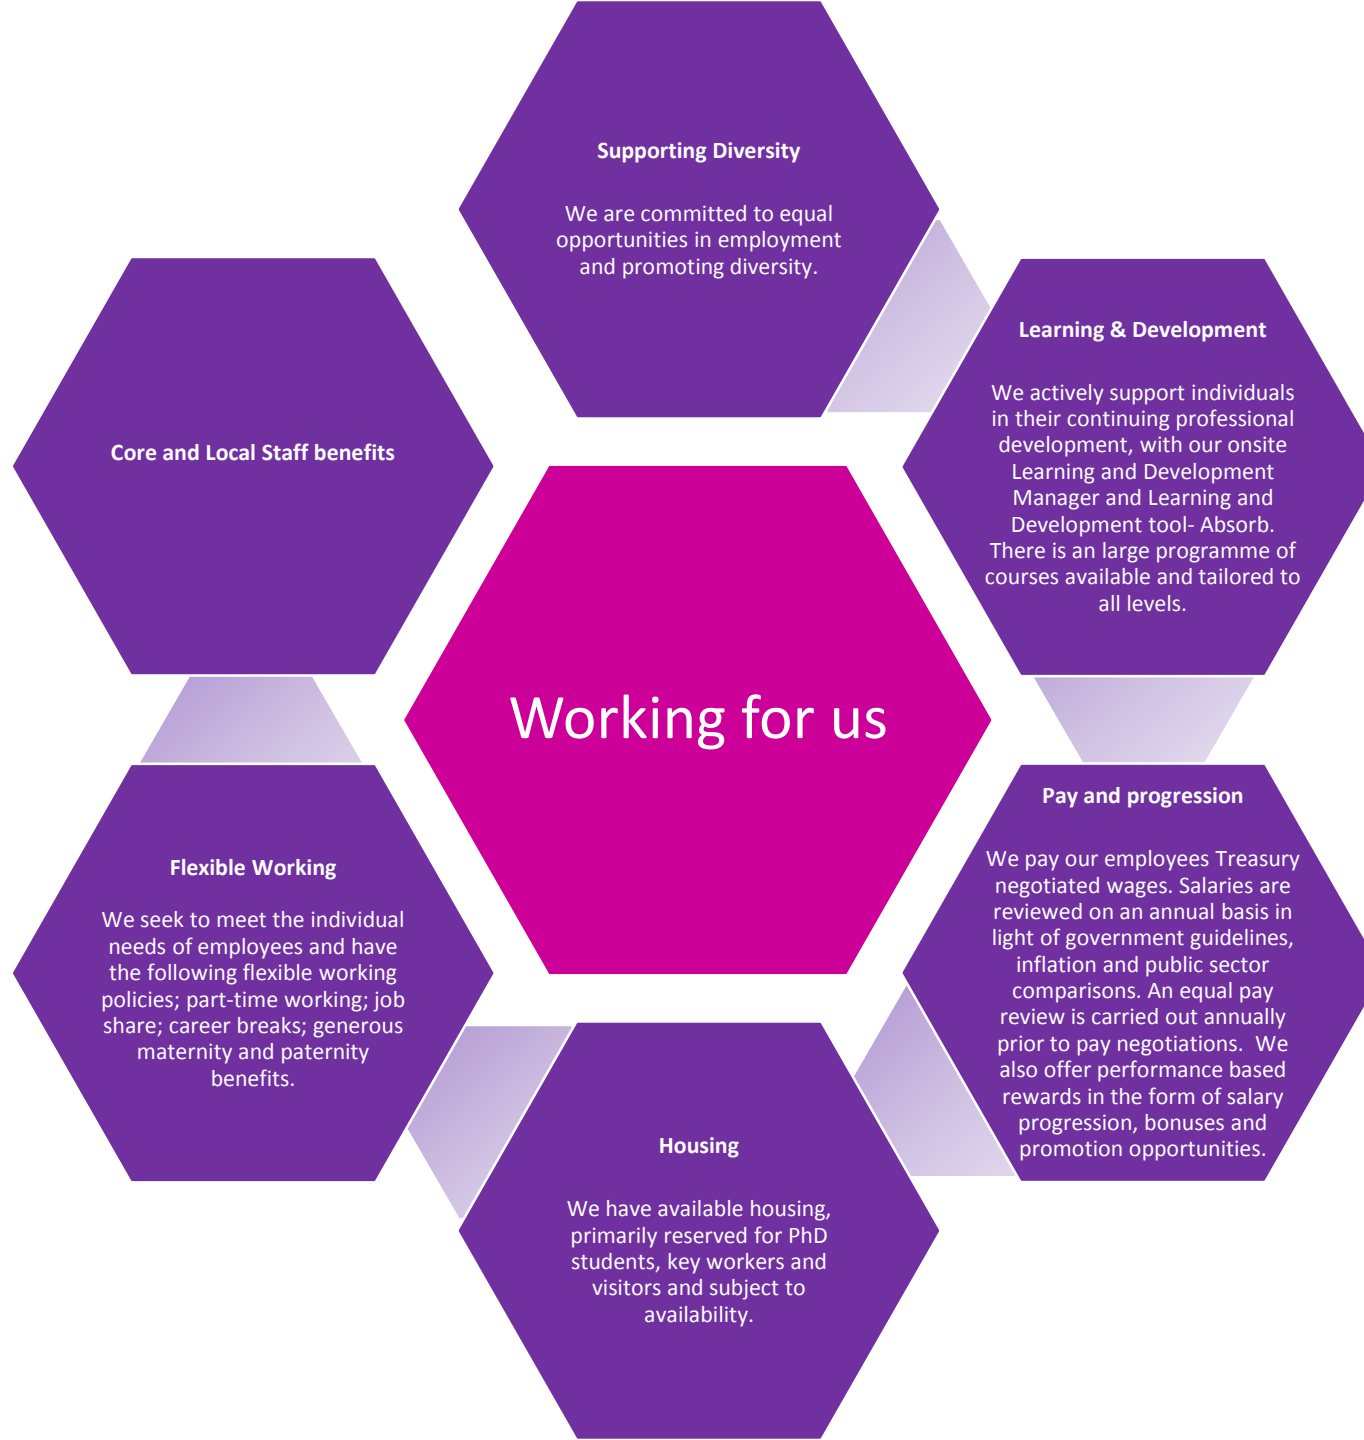 Supporting Diversity
We are committed to equal
opportunities in employment
and promoting diversity.
Learning & Development
We actively support individuals
in their continuing professional
development, with our onsite
Learning and Development
Manager and Learning and
Development tool- Absorb.
There is an large programme of
courses available and tailored to
all levels.
Pay and progression
We pay our employees Treasury
negotiated wages. Salaries are
reviewed on an annual basis in
light of government guidelines,
inflation and public sector
comparisons. An equal pay
review is carried out annually
prior to pay negotiations.  We
also offer performance based
rewards in the form of salary
progression, bonuses and
promotion opportunities.
Housing
We have available housing,
primarily reserved for PhD
students, key workers and
visitors and subject to
availability.
Flexible Working
We seek to meet the individual
needs of employees and have
the following flexible working
policies; part-time working; job
share; career breaks; generous
maternity and paternity
benefits.
Core and Local Staff benefits
Working for us